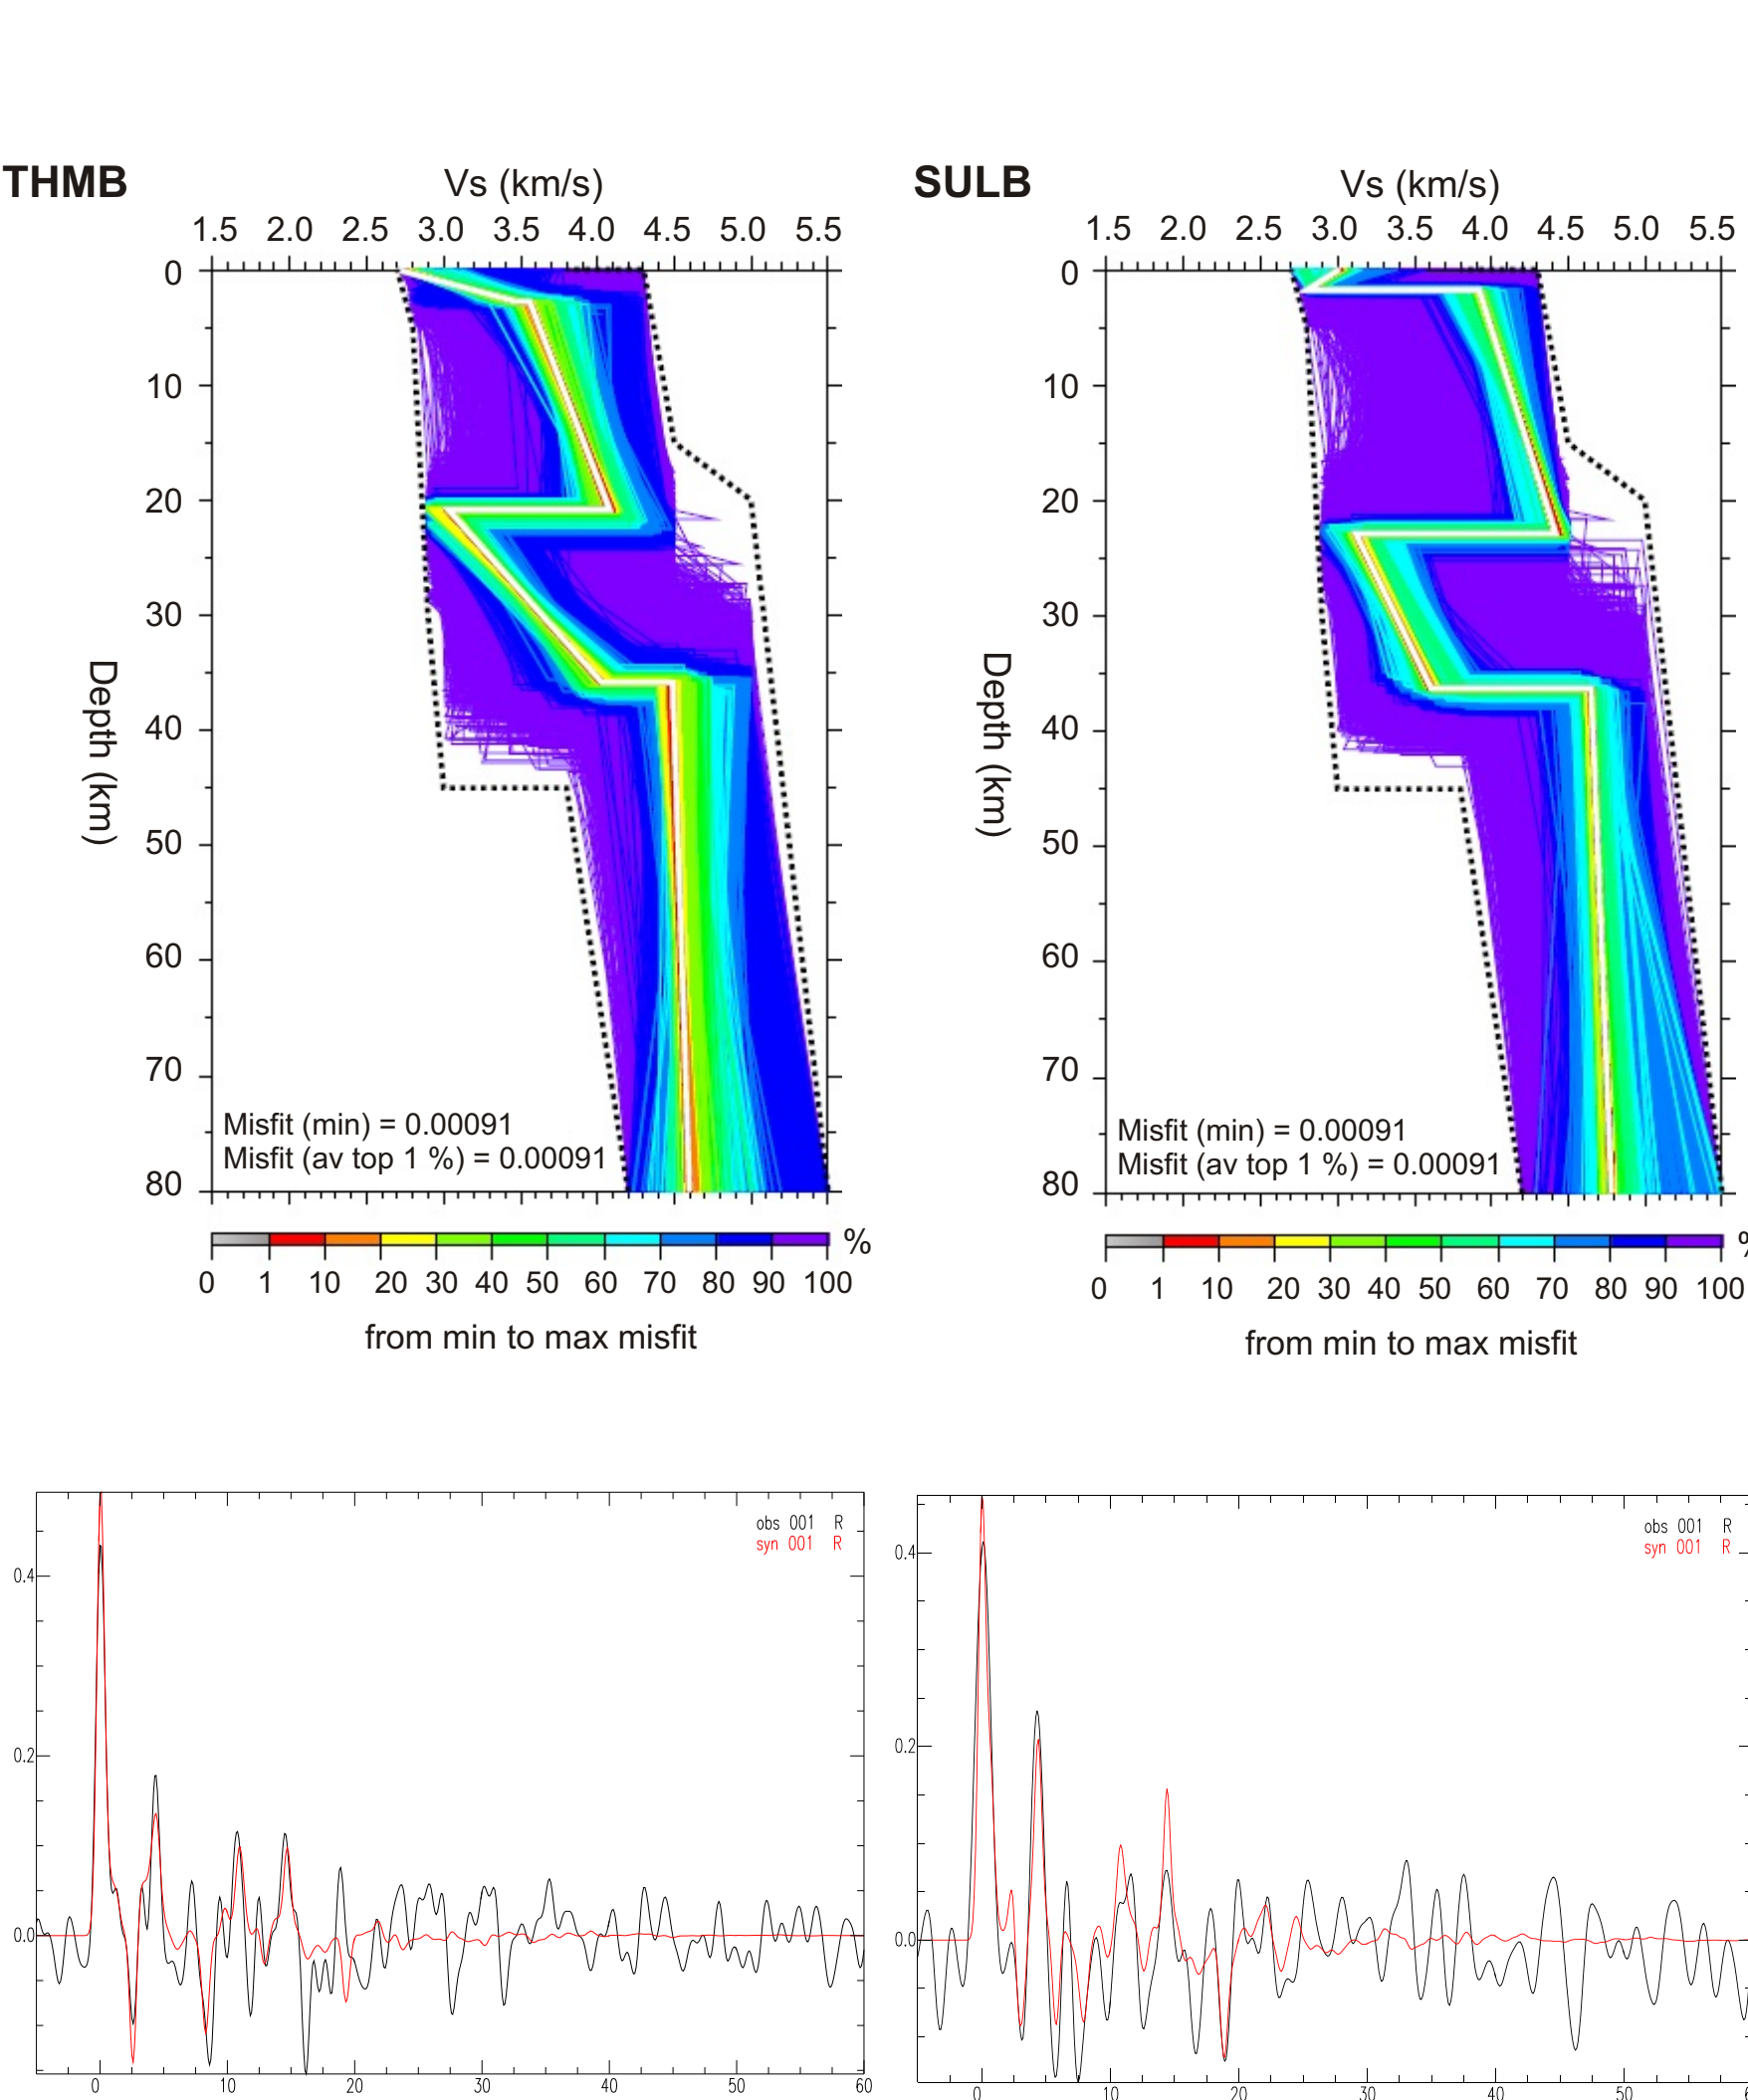 THMB
Vs (km/s)
1.5 2.0 2.5 3.0 3.5 4.0 4.5 5.0 5.5
0
10
20
30
40
50
60
70
80
Depth (km)
Misfit (min) = 0.00091
Misfit (av top 1 %) = 0.00091
%
0 1 10 20 30 40 50 60 70 80 90 100
from min to max misfit
SULB
Vs (km/s)
1.5 2.0 2.5 3.0 3.5 4.0 4.5 5.0 5.5
0
10
20
30
40
50
60
70
80
Depth (km)
Misfit (min) = 0.00091
Misfit (av top 1 %) = 0.00091
0 1 10 20 30 40 50 60 70 80 90 100
from min to max misfit
obs 001 R
syn 001 R
0.4
0.2
0.0
0 10 20 30 40 50 60
obs 001 R
syn 001 R
0.4
0.2
0.0
0 10 20 30 40 50